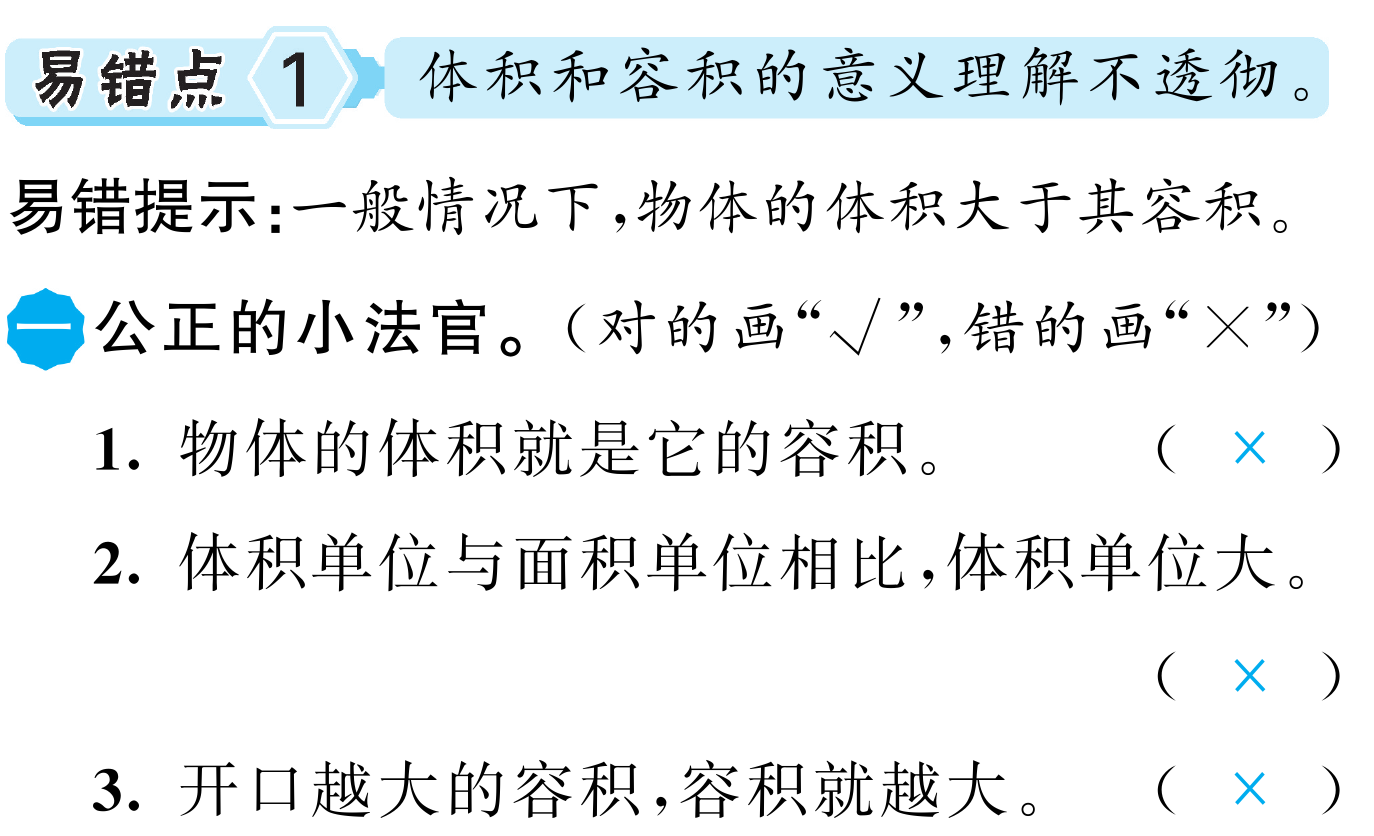 易错点 1 体积和容积的意义理解不透彻。
易错提示:一般情况下,物体的体积大于其容积。
一 公正的小法官。(对的画“√”,错的画“×”)
1. 物体的体积就是它的容积。 ( × )
2. 体积单位与面积单位相比,体积单位大。
( × )
3. 开口越大的容积,容积就越大。 ( × )